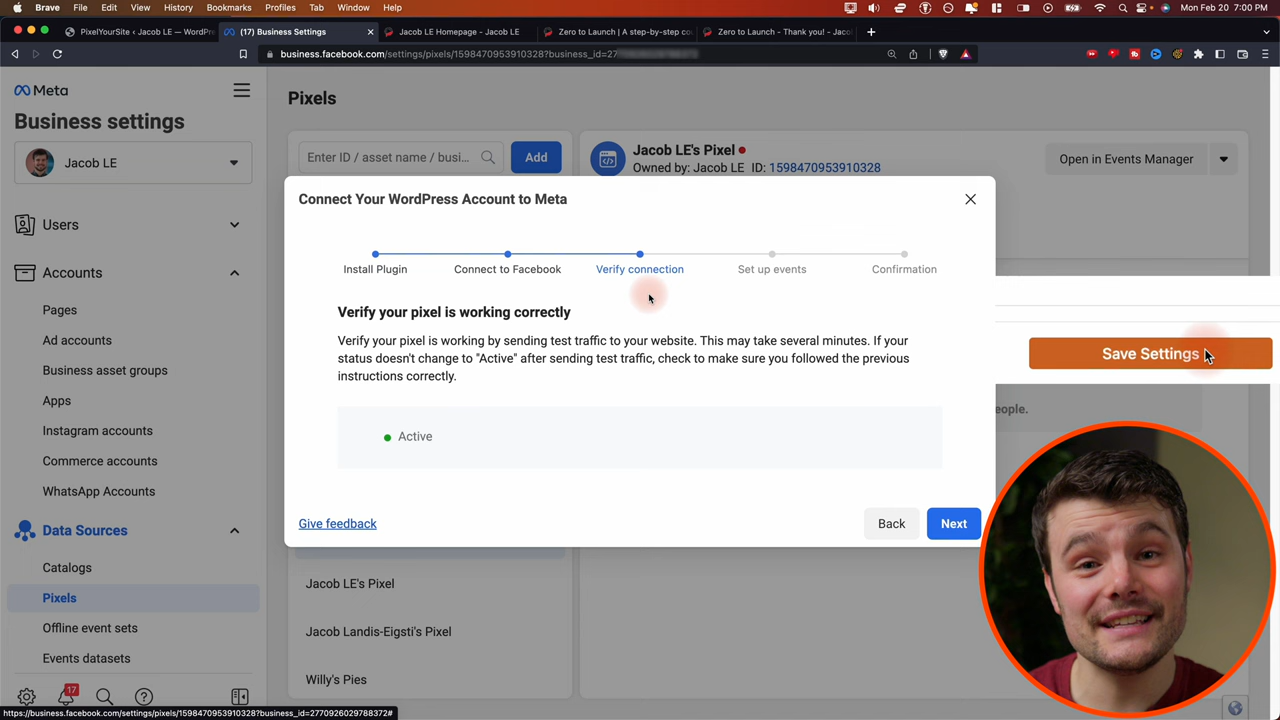 Brave File Edit View History Bookmarks Profiles Tab Window Help
Mon Feb 20 7:00 PM
PixelYourSite ‹ Jacob LE — WordPre
(17) Business Settings
Jacob LE Homepage - Jacob LE
Zero to Launch | A step-by-step cou
Zero to Launch - Thank you! - Jaco
business.facebook.com/settings/pixels/1598470953910328?business_id=27
Meta
Business settings
Jacob LE
Users
Accounts
Pages
Ad accounts
Business asset groups
Apps
Instagram accounts
Commerce accounts
WhatsApp Accounts
Data Sources
Catalogs
Pixels
Offline event sets
Events datasets
17
https://business.facebook.com/settings/pixels/1598470953910328?business_id=2770926029788372#
Pixels
Enter ID / asset name / busi...
Add
Jacob LE's Pixel
Owned by: Jacob LE ID: 1598470953910328
Open in Events Manager
Connect Your WordPress Account to Meta
Install Plugin
Connect to Facebook
Verify connection
Set up events
Confirmation
Verify your pixel is working correctly
Verify your pixel is working by sending test traffic to your website. This may take several minutes. If your
status doesn't change to "Active" after sending test traffic, check to make sure you followed the previous
instructions correctly.
Active
Give feedback
Back
Next
Save Settings
eople.
Jacob LE's Pixel
Jacob Landis-Eigsti's Pixel
Willy's Pies